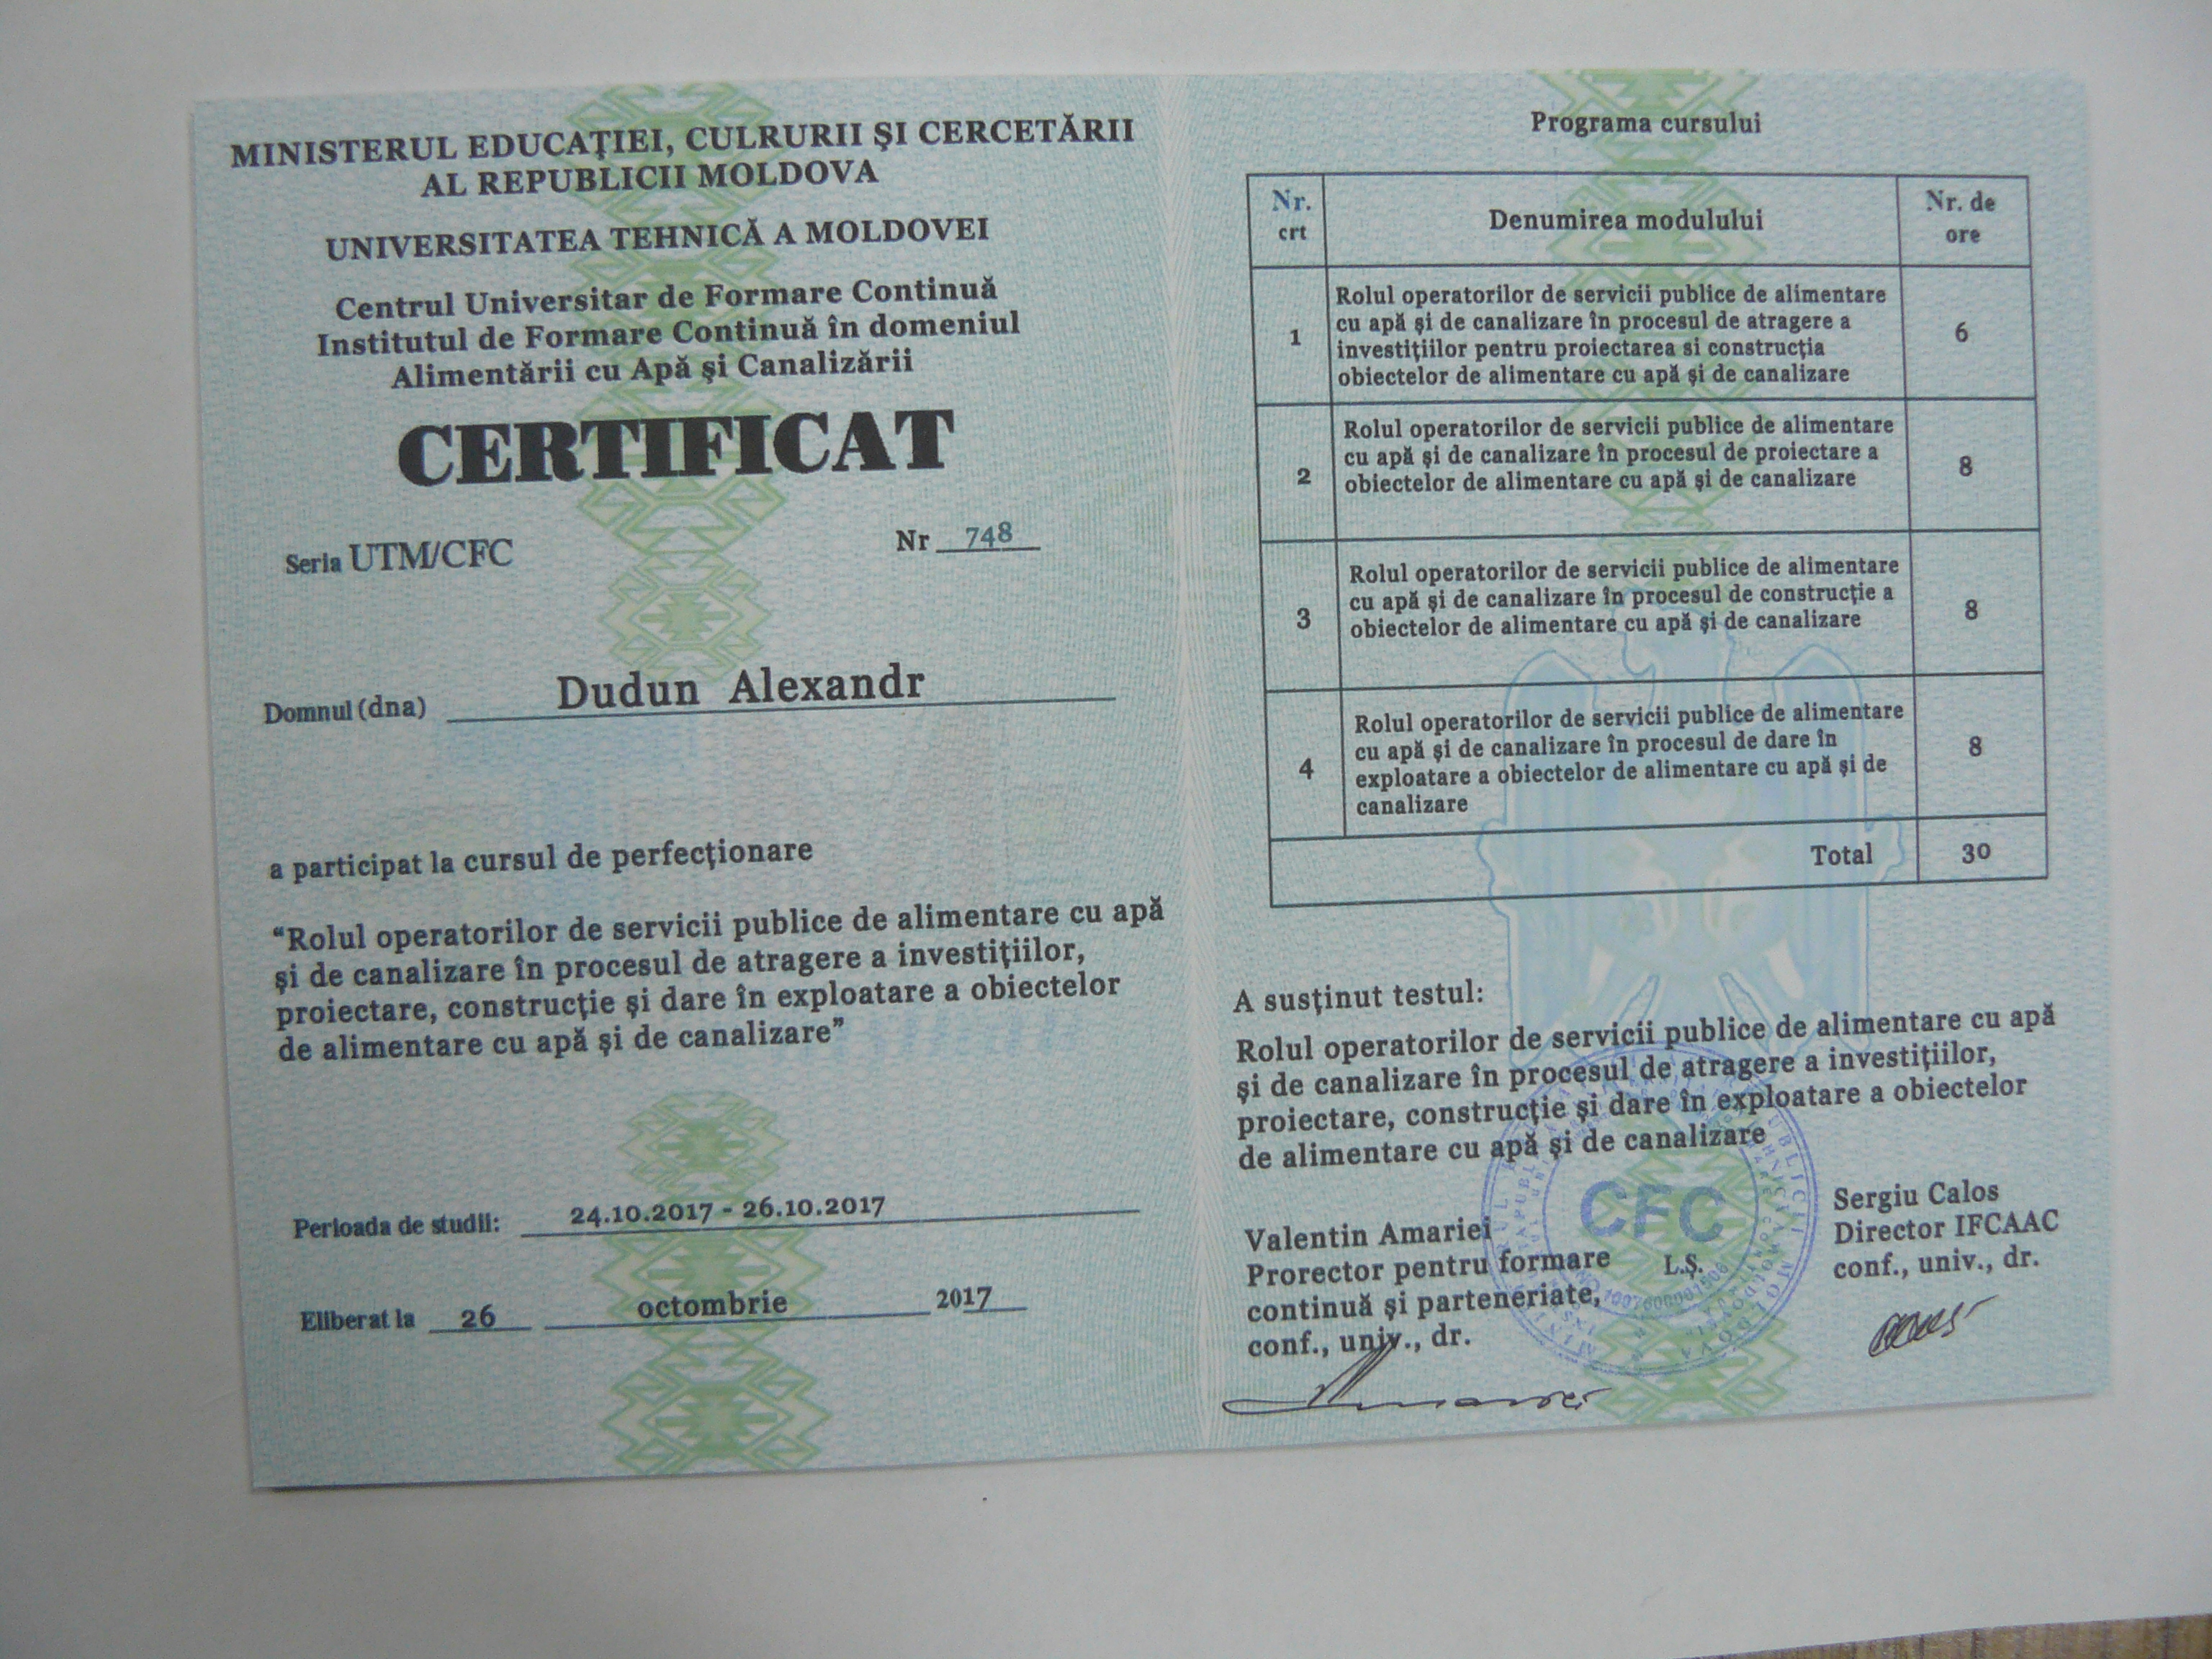 MINISTERUL EDUCAŢIEI, CULRURII ŞI CERCETĂRII
AL REPUBLICII MOLDOVA
UNIVERSITATEA TEHNICĂ A MOLDOVEI
Centrul Universitar de Formare Continuă
Institutul de Formare Continuă în domeniul
Alimentării cu Apă şi Canalizării
CERTIFICAT
Seria UTM/CFC Nr 748
Domnul (dna) Dudun Alexandr
a participat la cursul de perfecţionare
“Rolul operatorilor de servicii publice de alimentare cu apă
şi de canalizare în procesul de atragere a investiţiilor,
proiectare, construcţie şi dare în exploatare a obiectelor
de alimentare cu apă şi de canalizare”
Perioada de studii: 24.10.2017 - 26.10.2017
Eliberat la 26 octombrie 2017
Programa cursului
Nr. crt
Denumirea modulului
Nr. de ore
1
Rolul operatorilor de servicii publice de alimentare
cu apă şi de canalizare în procesul de atragere a
investiţiilor pentru proiectarea si construcţia
obiectelor de alimentare cu apă şi de canalizare
6
2
Rolul operatorilor de servicii publice de alimentare
cu apă şi de canalizare în procesul de proiectare a
obiectelor de alimentare cu apă şi de canalizare
8
3
Rolul operatorilor de servicii publice de alimentare
cu apă şi de canalizare în procesul de construcţie a
obiectelor de alimentare cu apă şi de canalizare
8
4
Rolul operatorilor de servicii publice de alimentare
cu apă şi de canalizare în procesul de dare în
exploatare a obiectelor de alimentare cu apă şi de
canalizare
8
Total 30
A susţinut testul:
Rolul operatorilor de servicii publice de alimentare cu apă
şi de canalizare în procesul de atragere a investiţiilor,
proiectare, construcţie şi dare în exploatare a obiectelor
de alimentare cu apă şi de canalizare
Valentin Amariei
Prorector pentru formare
continuă şi parteneriate,
conf., univ., dr.
CFC
L.Ş.
Sergiu Calos
Director IFCAAC
conf., univ., dr.